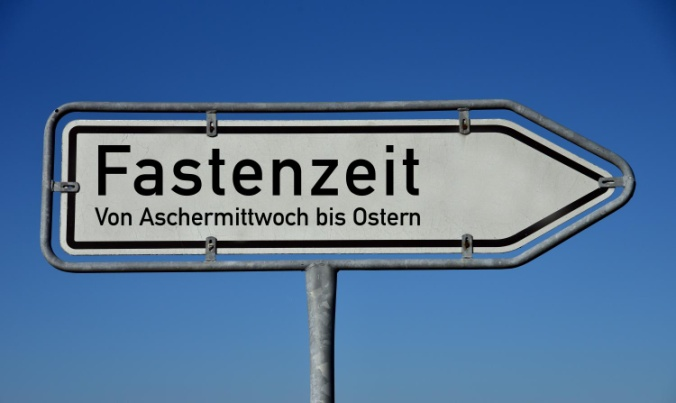 Fastenzeit
Von Aschermittwoch bis Ostern